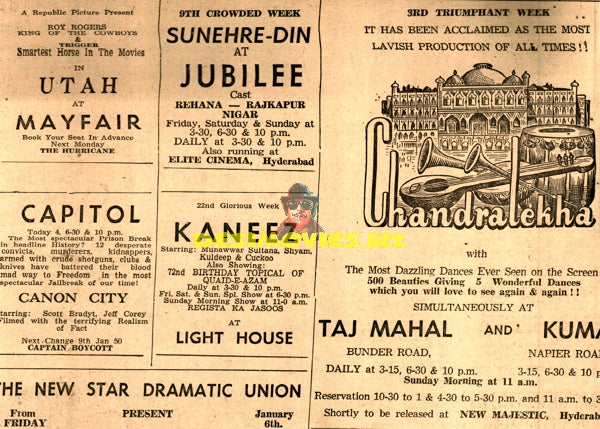 A Republic Picture Present
ROY ROGERS
KING OF THE COWBOYS
&
TRIGGER
Smartest Horse In The Movies
IN
UTAH
AT
MAYFAIR
Book Your Seat In Advance
Next Monday
THE HURRICANE
CAPITOL
Today 4, 6-30 & 10 p.m.
The Most spectacular Prison Break
in headline History? 12 desperate
convicts, murderers, kidnappers,
armed with crude shotguns, clubs &
knives have battered their blood
mad way to Freedom in the most
spectacular Jailbreak of our time!
CANON CITY
Starring: Scott Bradyt, Jeff Corey
Filmed with the terrifying Realism
of Fact
Next Change 9th Jan 50
CAPTAIN BOYCOTT
9TH CROWDED WEEK
SUNEHRE-DIN
AT
JUBILEE
Cast
REHANA — RAJKAPUR
NIGAR
Friday, Saturday & Sunday at
3-30, 6-30 & 10 p.m.
DAILY at 3-30, 6-30 & 10 p.m.
Also running at
ELITE CINEMA, Hyderabad
22nd Glorious Week
KANEEZ
Starring: Munawwar Sultana, Shyam,
Kuldeep & Cuckoo
Also Showing:
72nd BIRTHDAY TOPICAL OF
QUAID-E-AZAM
Daily at 3-30 & 10 p.m.
Fri. Sat. & Sun. Spl. Show at 6-30 p.m.
Sunday Morning Show at 11-0 a.m.
REGISTA KA JASOOS
AT
LIGHT HOUSE
3RD TRIUMPHANT WEEK
IT HAS BEEN ACCLAIMED AS THE MOST
LAVISH PRODUCTION OF ALL TIMES!!
Chandralekha
with
The Most Dazzling Dances Ever Seen on the Screen
500 Beauties Giving 5 Wonderful Dances
which you will love to see again & again!!
SIMULTANEOUSLY AT
TAJ MAHAL AND KUMA
BUNDER ROAD, NAPIER ROA
DAILY at 3-15, 6-30 & 10 p.m. 3-15, 6-30 & 10 p.m
Sunday Morning at 11 a.m.
Reservation 10-30 to 1 & 4-30 to 5-30 p.m. and 11 a.m. to 3
Shortly to be released at NEW MAJESTIC, Hyderab
THE NEW STAR DRAMATIC UNION
From PRESENT January
FRIDAY 6th.